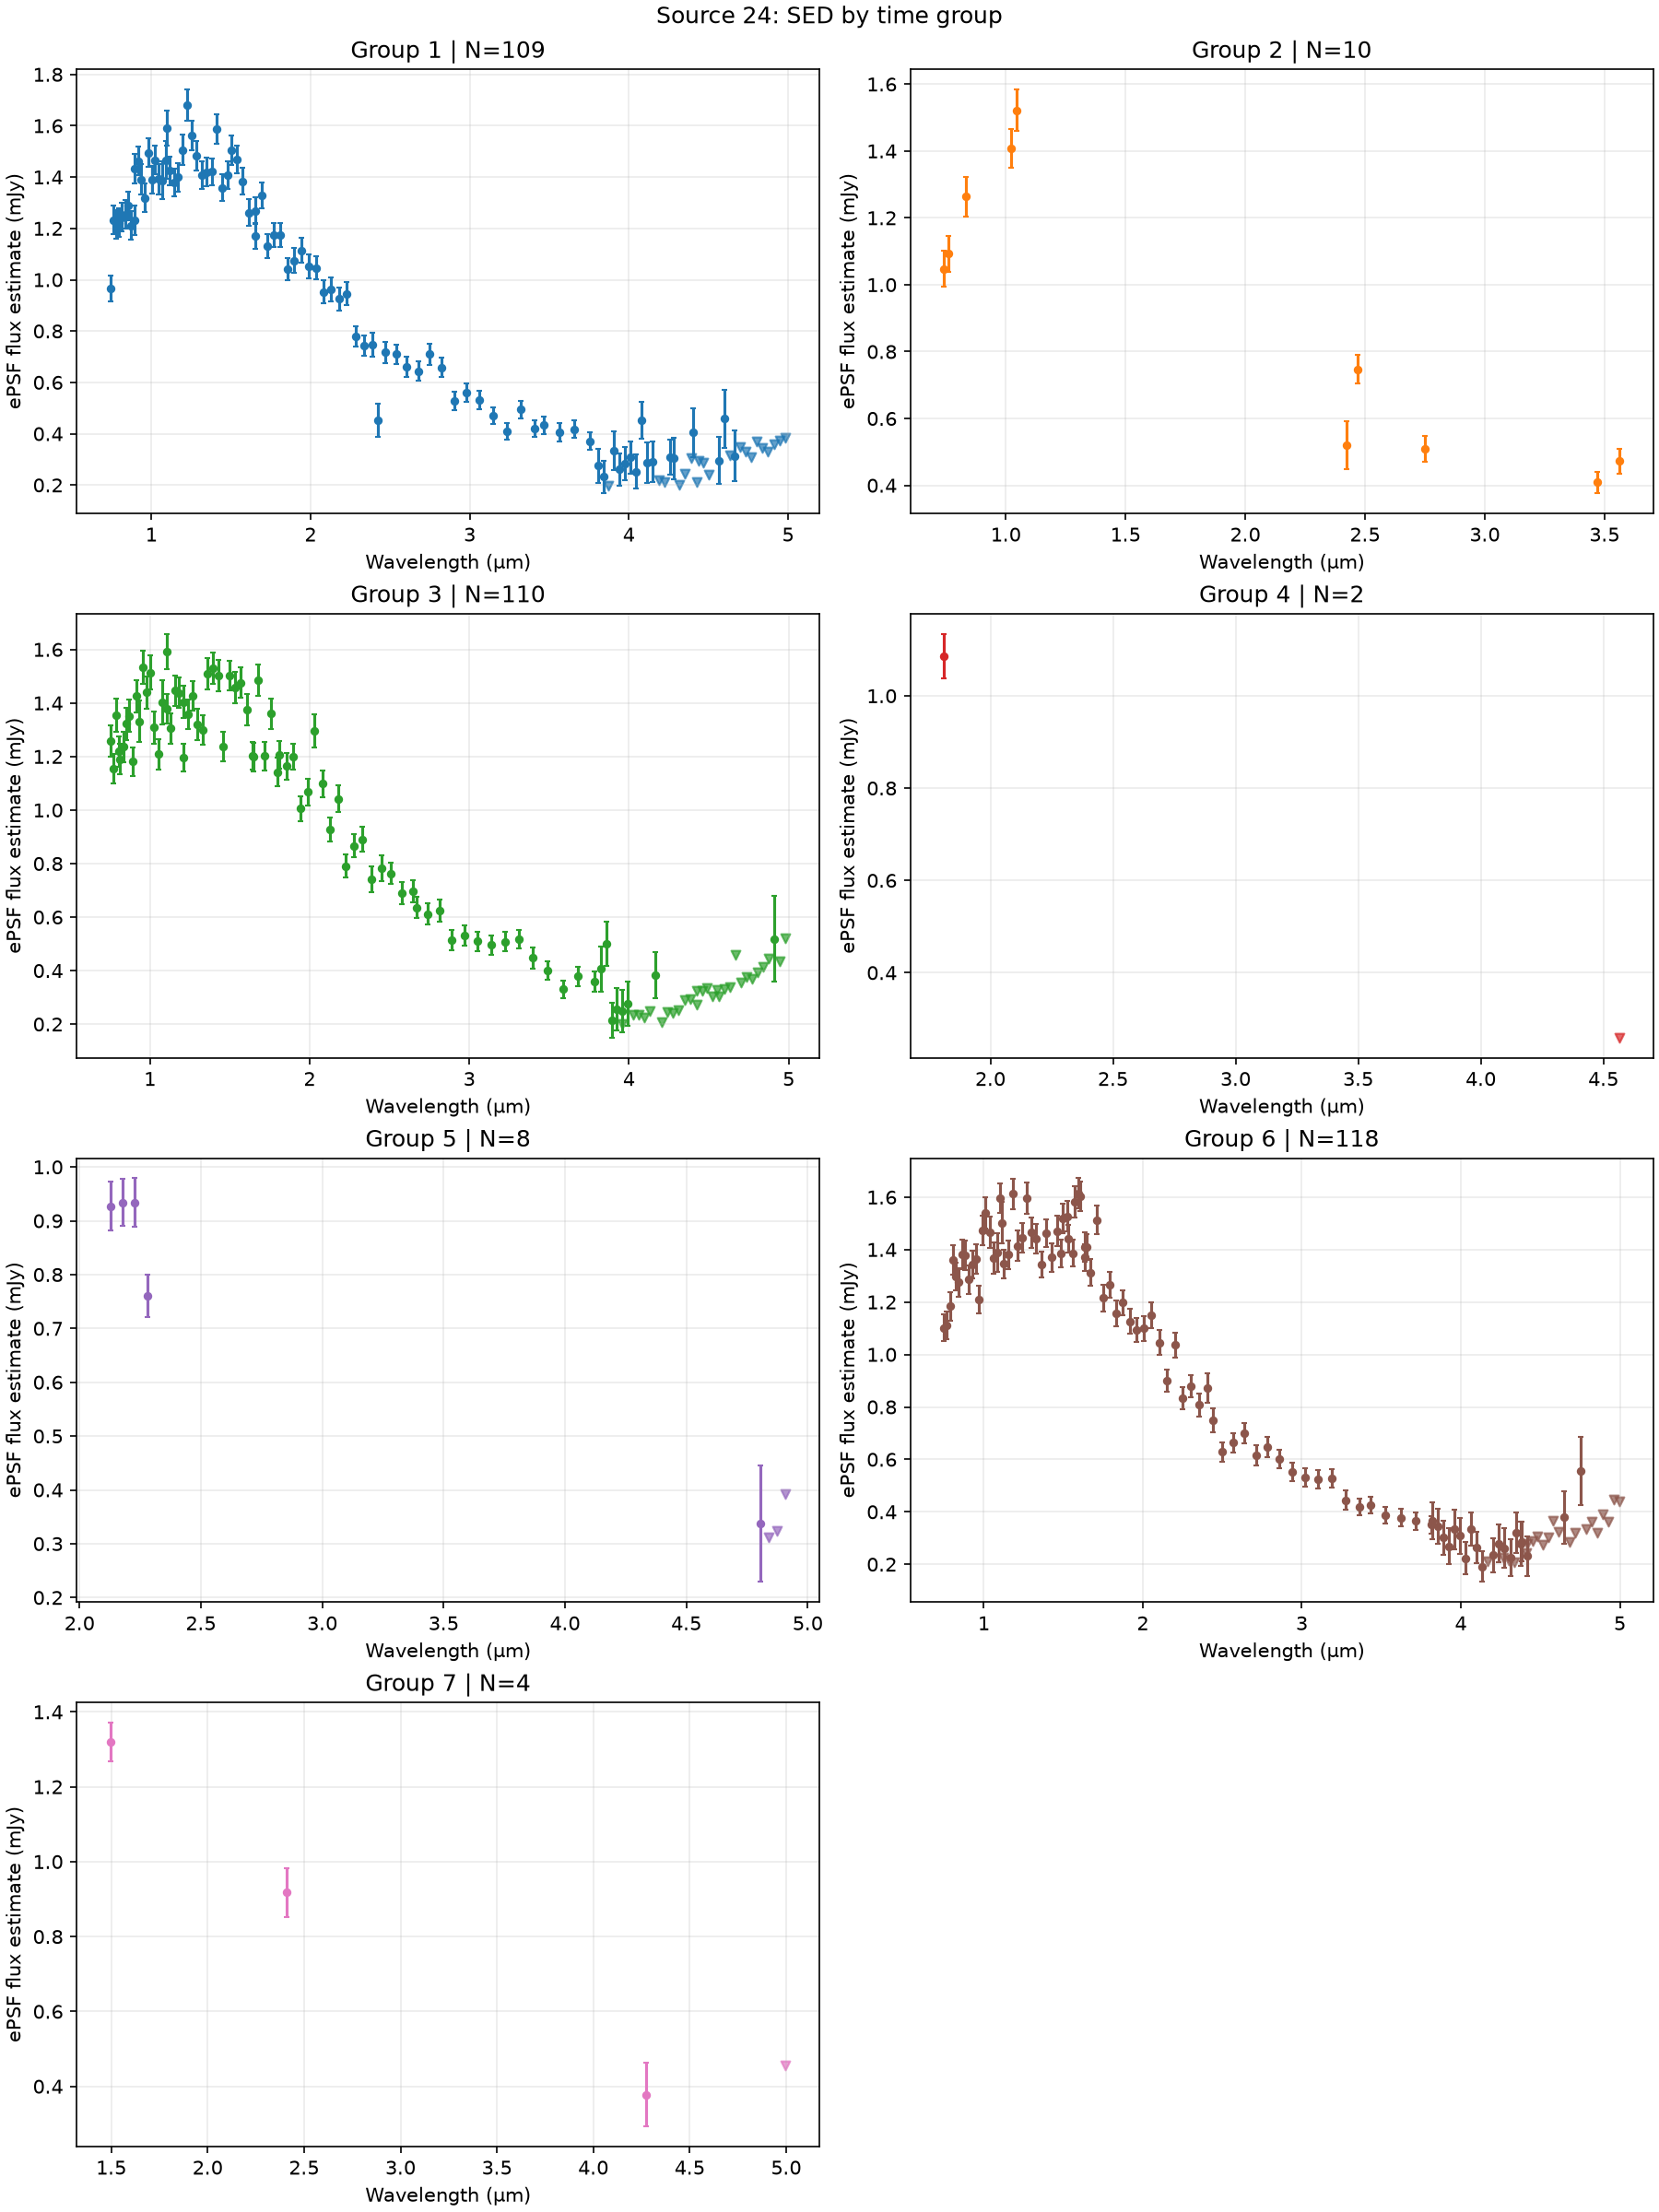 Source 24: SED by time group
Group 1 | N=109
1.8
1.6
1.4
1.2
1.0
0.8
0.6
0.4
0.2
ePSF flux estimate (mJy)
1 2 3 4 5
Wavelength (µm)
Group 2 | N=10
1.6
1.4
1.2
1.0
0.8
0.6
0.4
ePSF flux estimate (mJy)
1.0 1.5 2.0 2.5 3.0 3.5
Wavelength (µm)
Group 3 | N=110
1.6
1.4
1.2
1.0
0.8
0.6
0.4
0.2
ePSF flux estimate (mJy)
1 2 3 4 5
Wavelength (µm)
Group 4 | N=2
1.0
0.8
0.6
0.4
ePSF flux estimate (mJy)
2.0 2.5 3.0 3.5 4.0 4.5
Wavelength (µm)
Group 5 | N=8
1.0
0.9
0.8
0.7
0.6
0.5
0.4
0.3
0.2
ePSF flux estimate (mJy)
2.0 2.5 3.0 3.5 4.0 4.5 5.0
Wavelength (µm)
Group 6 | N=118
1.6
1.4
1.2
1.0
0.8
0.6
0.4
0.2
ePSF flux estimate (mJy)
1 2 3 4 5
Wavelength (µm)
Group 7 | N=4
1.4
1.2
1.0
0.8
0.6
0.4
ePSF flux estimate (mJy)
1.5 2.0 2.5 3.0 3.5 4.0 4.5 5.0
Wavelength (µm)